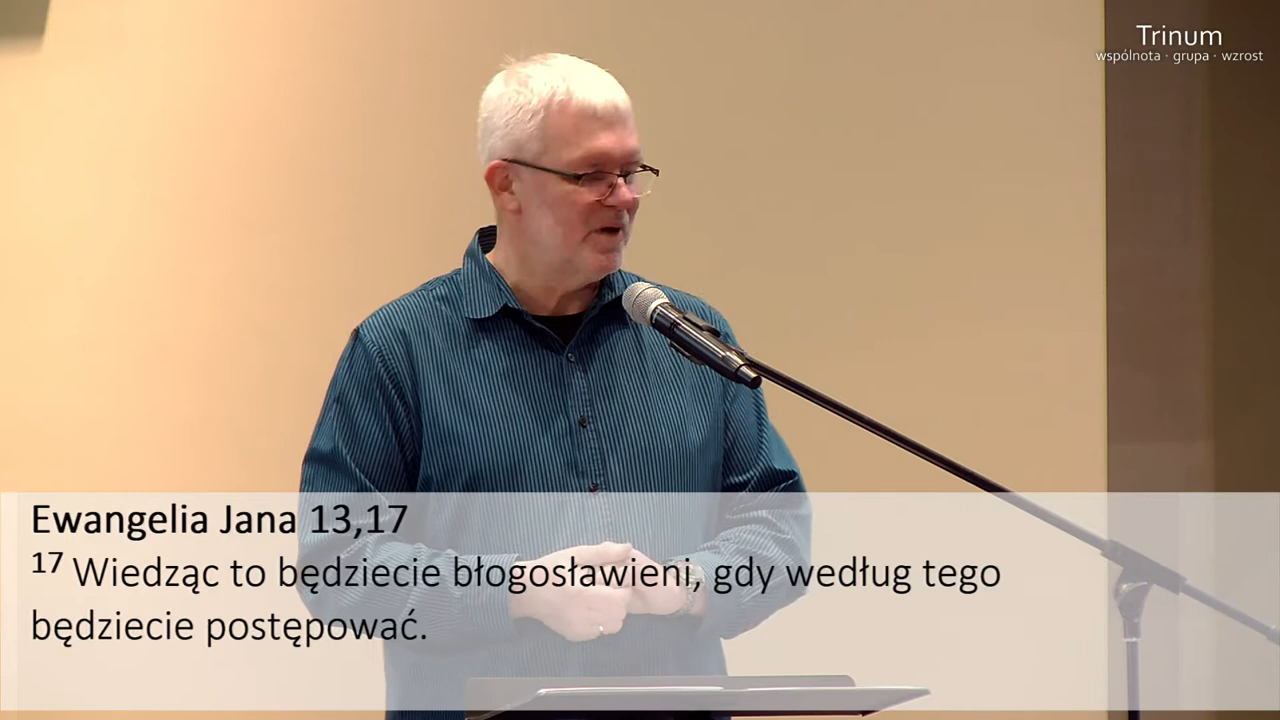 Trinum
wspólnota · grupa · wzrost
Ewangelia Jana 13,17
17 Wiedząc to będziecie błogosławieni, gdy według tego
będziecie postępować.